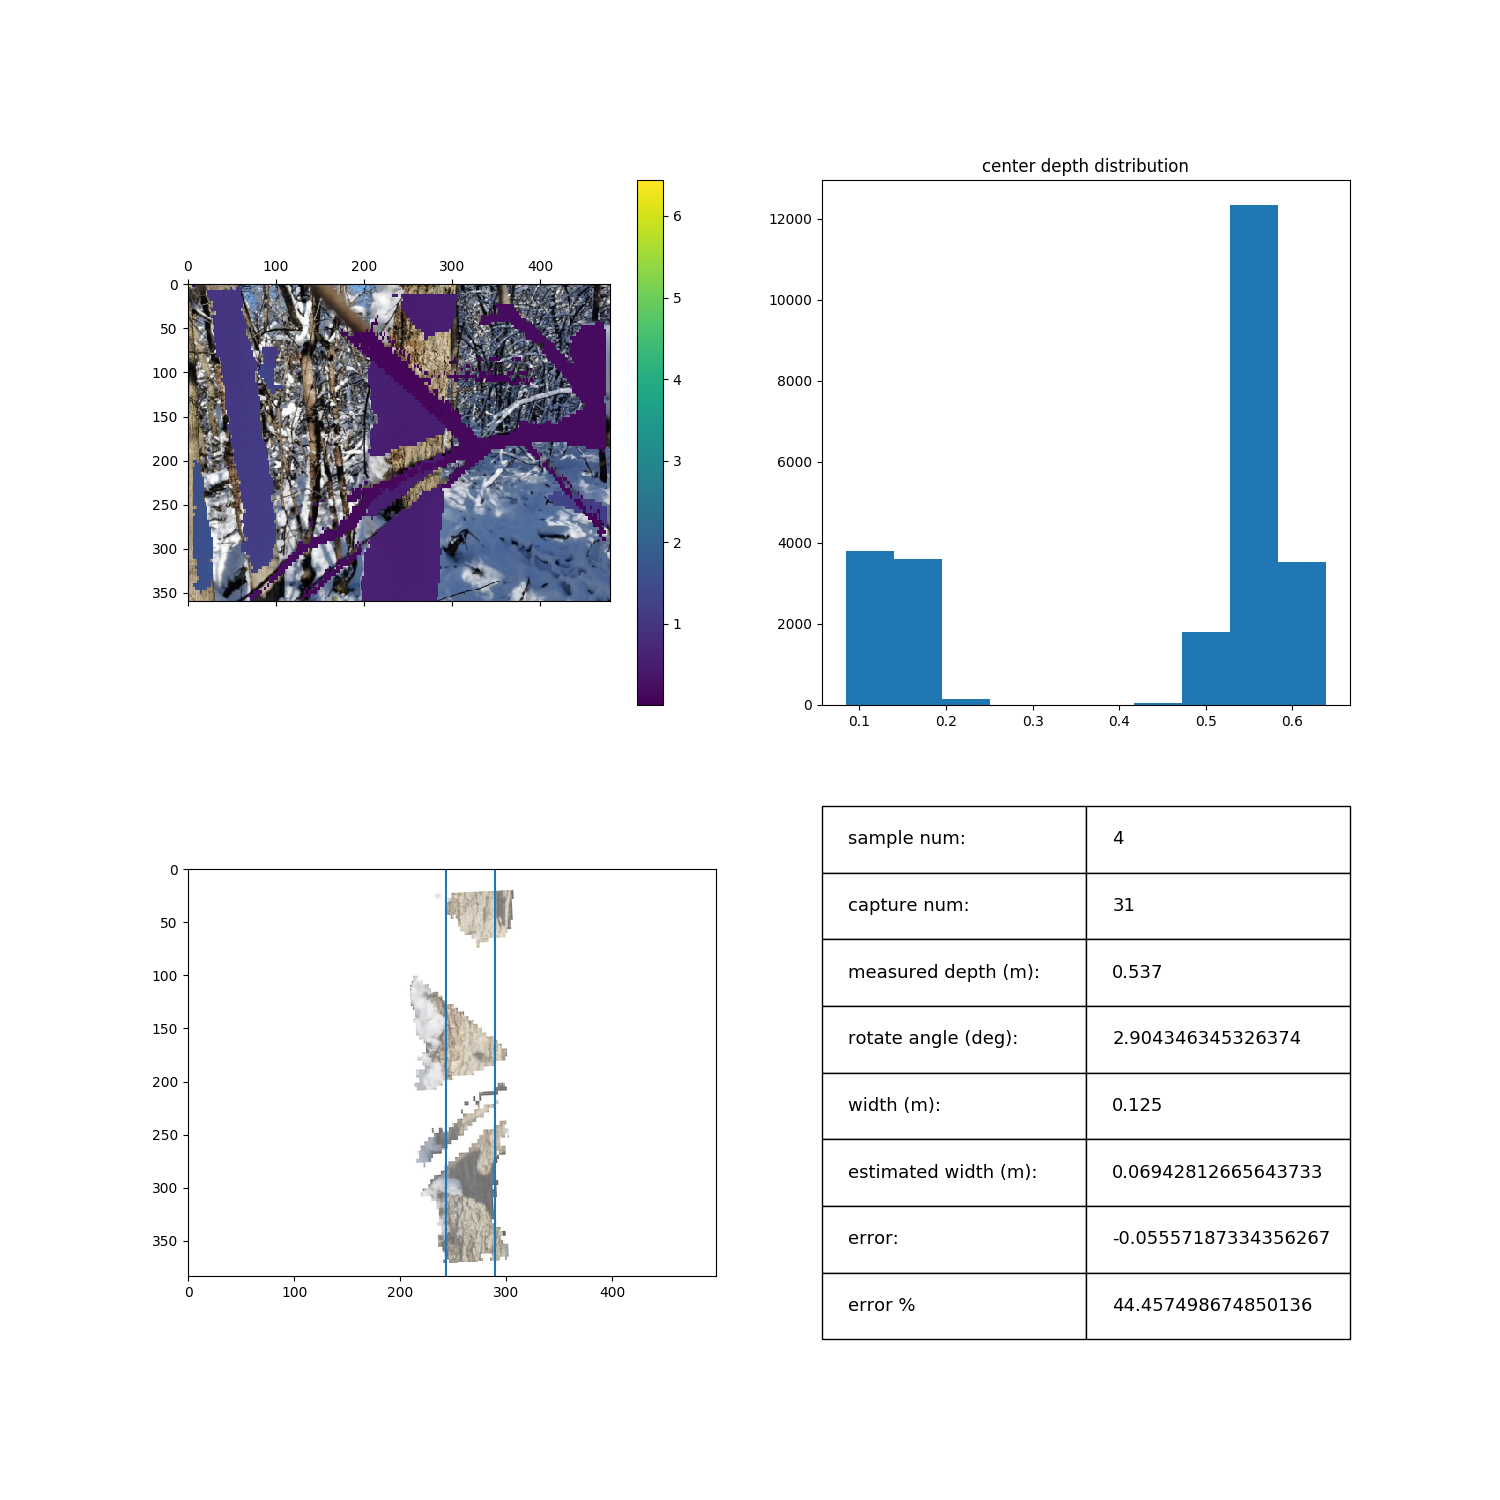 0 100 200 300 400
0
50
100
150
200
250
300
350
6
5
4
3
2
1
center depth distribution
12000
10000
8000
6000
4000
2000
0
0.1 0.2 0.3 0.4 0.5 0.6
0
50
100
150
200
250
300
350
0 100 200 300 400
sample num: 4
capture num: 31
measured depth (m): 0.537
rotate angle (deg): 2.904346345326374
width (m): 0.125
estimated width (m): 0.06942812665643733
error: -0.05557187334356267
error % 44.457498674850136